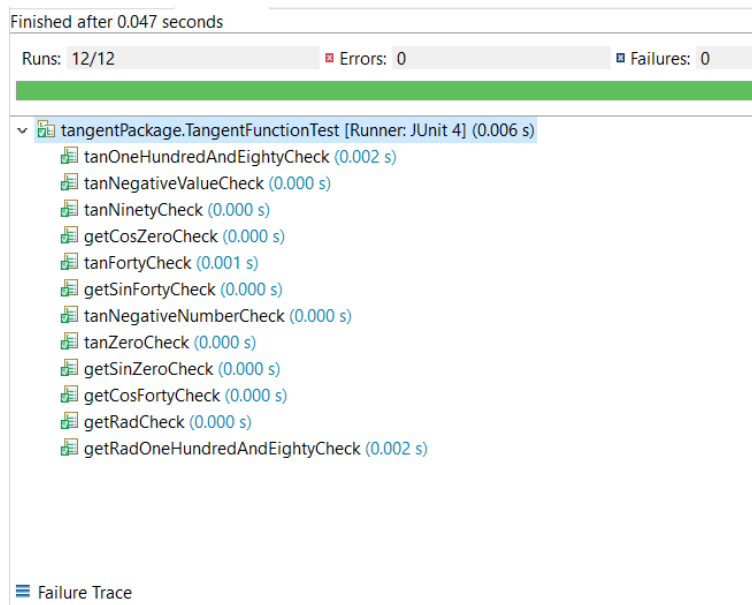 Finished after 0.047 seconds
Runs: 12/12 Errors: 0 Failures: 0
tangentPackage.TangentFunctionTest [Runner: JUnit 4] (0.006 s)
tanOneHundredAndEightyCheck (0.002 s)
tanNegativeValueCheck (0.000 s)
tanNinetyCheck (0.000 s)
getCosZeroCheck (0.000 s)
tanFortyCheck (0.001 s)
getSinFortyCheck (0.000 s)
tanNegativeNumberCheck (0.000 s)
tanZeroCheck (0.000 s)
getSinZeroCheck (0.000 s)
getCosFortyCheck (0.000 s)
getRadCheck (0.000 s)
getRadOneHundredAndEightyCheck (0.002 s)
Failure Trace